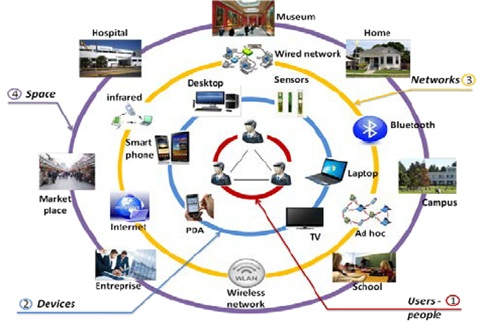 Museum
Hospital
Home
Wired network
④ Space
Desktop
Sensors
Networks ③
infrared
Bluetooth
Smart
phone
Laptop
Market
place
Campus
Internet
PDA
TV
Ad hoc
Entreprise
WLAN
School
Wireless
network
② Devices
Users - ①
people